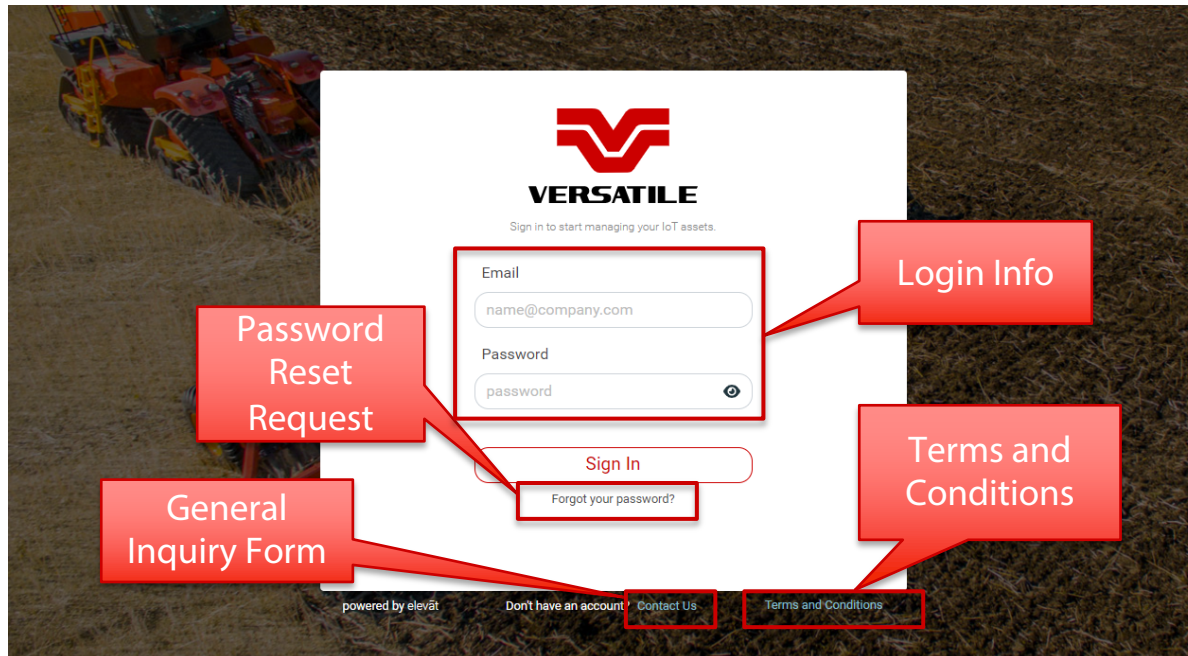 VERSATILE
Sign in to start managing your IoT assets.
Login Info
Email
name@company.com
Password
Reset
Request
Password
password
Sign In
Forgot your password?
Terms and
Conditions
General
Inquiry Form
powered by elevāt
Don't have an account? Contact Us
Terms and Conditions